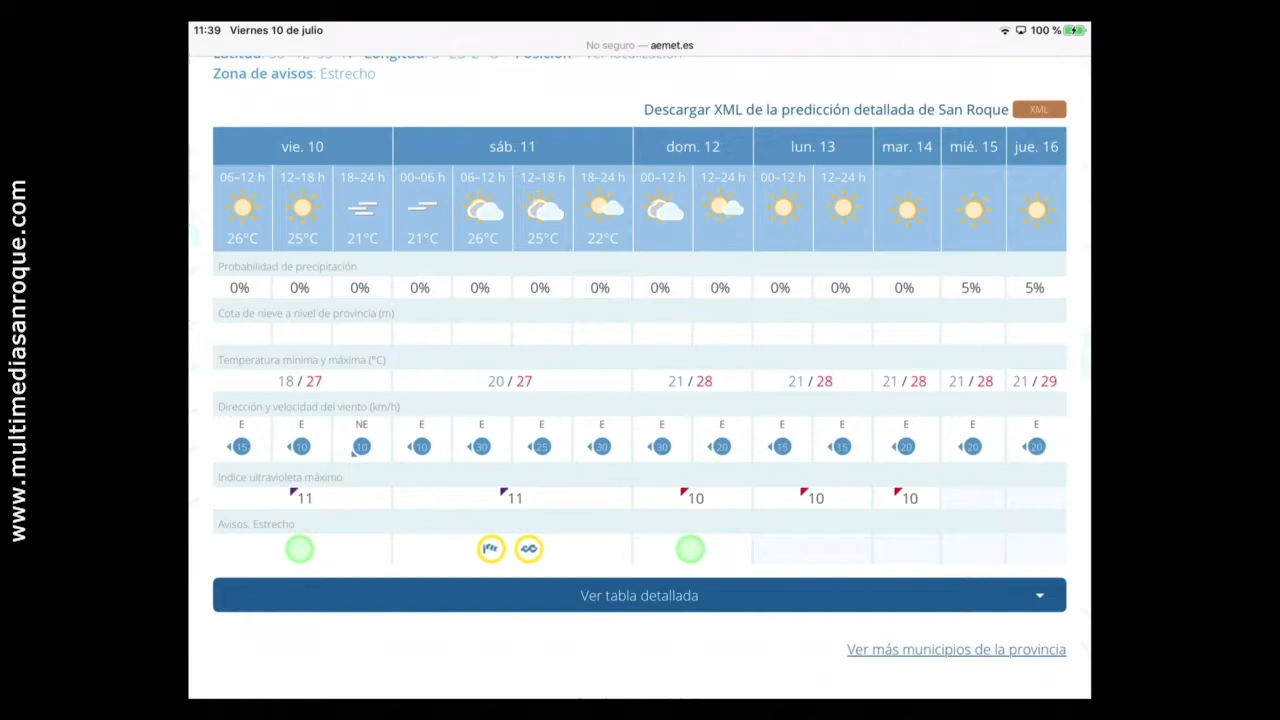 11:39 Viernes 10 de julio
100 %
No seguro — aemet.es
Zona de avisos: Estrecho
Descargar XML de la predicción detallada de San Roque XML
vie. 10 sáb. 11 dom. 12 lun. 13 mar. 14 mié. 15 jue. 16
06–12 h 12–18 h 18–24 h 00–06 h 06–12 h 12–18 h 18–24 h 00–12 h 12–24 h 00–12 h 12–24 h
26°C 25°C 21°C 21°C 26°C 25°C 22°C
Probabilidad de precipitación
0% 0% 0% 0% 0% 0% 0% 0% 0% 0% 0% 0% 5% 5%
Cota de nieve a nivel de provincia (m)
Temperatura mínima y máxima (°C)
18 / 27 20 / 27 21 / 28 21 / 28 21 / 28 21 / 28 21 / 29
Dirección y velocidad del viento (km/h)
E E NE E E E E E E E E E E E
15 10 10 10 30 25 30 30 20 15 15 20 20 20
Indice ultravioleta máximo
11 11 10 10 10
Avisos. Estrecho
Ver tabla detallada
Ver más municipios de la provincia
www.multimediasanroque.com